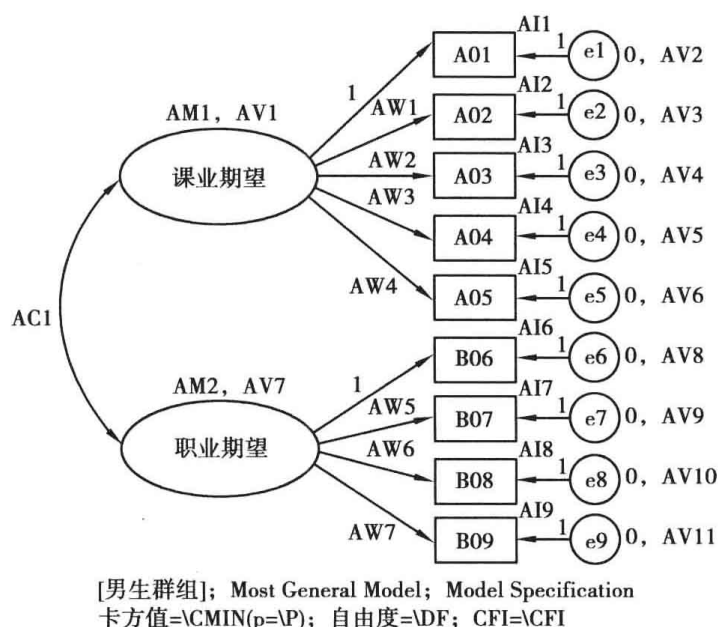 AI1
1
A01
e1
0, AV2
AI2
1
AW1
A02
e2
0, AV3
AM1, AV1
AI3
1
课业期望
AW2
A03
e3
0, AV4
AI4
1
AW3
A04
e4
0, AV5
AI5
1
AW4
A05
e5
0, AV6
AC1
AI6
1
1
B06
e6
0, AV8
AM2, AV7
AI7
1
AW5
B07
e7
0, AV9
职业期望
AI8
1
AW6
B08
e8
0, AV10
AI9
1
AW7
B09
e9
0, AV11
1
[男生群组]; Most General Model; Model Specification
卡方值=\CMIN(p=\P); 自由度=\DF; CFI=\CFI